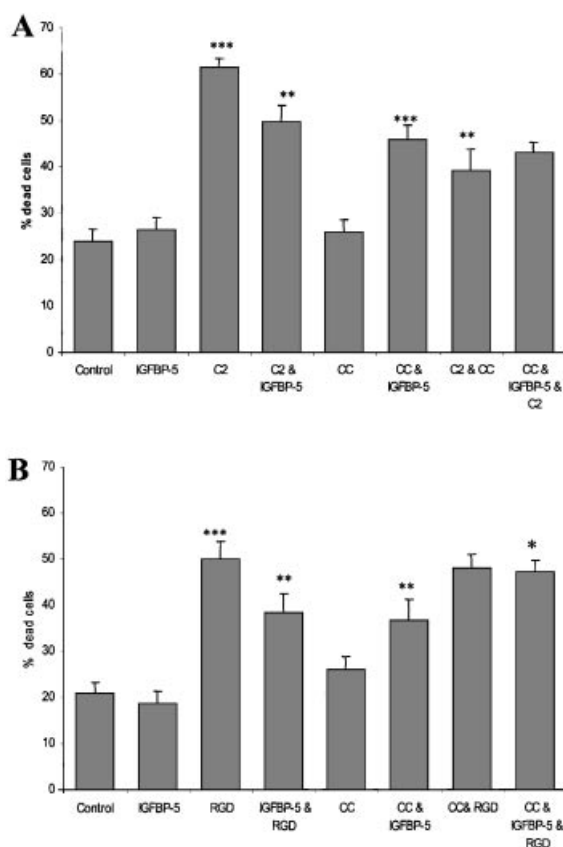 A
70
60
50
40
30
20
10
0
% dead cells
***
**
***
**
Control
IGFBP-5
C2
C2 &
IGFBP-5
CC
CC &
IGFBP-5
C2 & CC
CC &
IGFBP-5 &
C2
B
70
60
50
40
30
20
10
0
% dead cells
***
**
**
*
Control
IGFBP-5
RGD
IGFBP-5 &
RGD
CC
CC &
IGFBP-5
CC& RGD
CC &
IGFBP-5 &
RGD